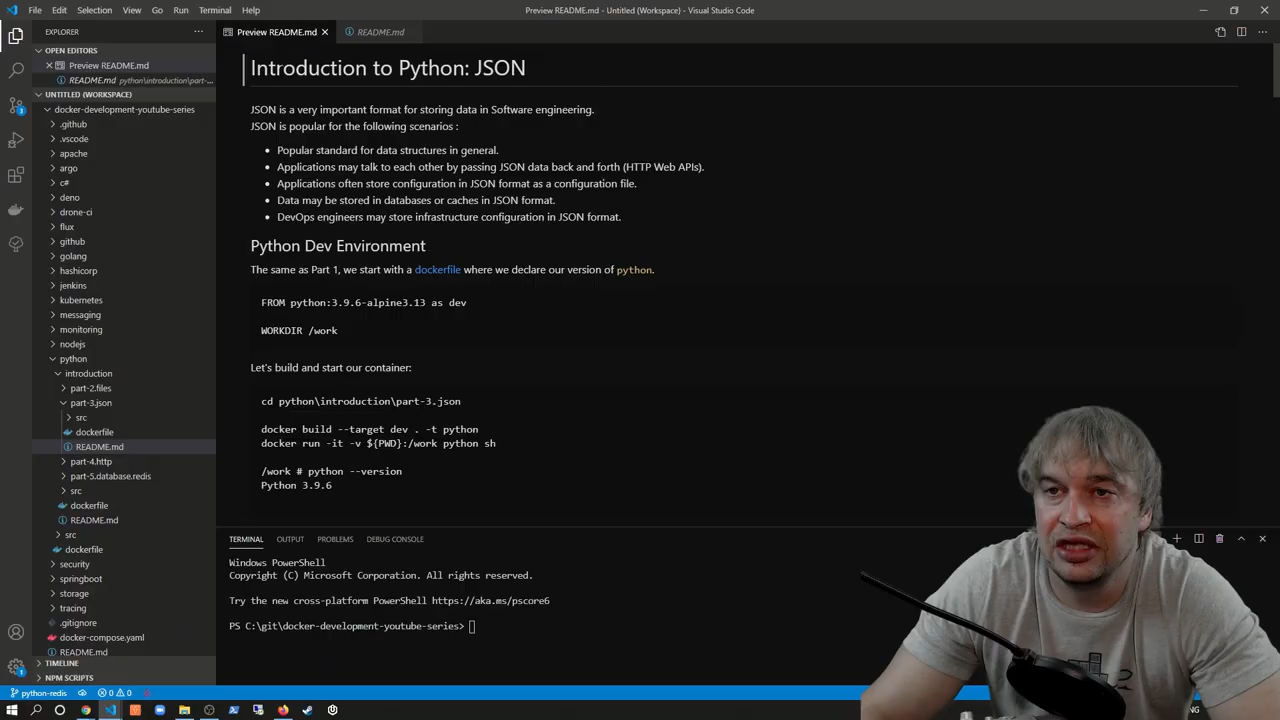 File Edit Selection View Go Run Terminal Help
Preview README.md - Untitled (Workspace) - Visual Studio Code
EXPLORER
OPEN EDITORS
Preview README.md
README.md python\introduction\part-...
UNTITLED (WORKSPACE)
docker-development-youtube-series
.github
.vscode
apache
argo
c#
deno
drone-ci
flux
github
golang
hashicorp
jenkins
kubernetes
messaging
monitoring
nodejs
python
introduction
part-2.files
part-3.json
src
dockerfile
README.md
part-4.http
part-5.database.redis
src
dockerfile
README.md
src
dockerfile
security
springboot
storage
tracing
.gitignore
docker-compose.yaml
README.md
TIMELINE
NPM SCRIPTS
Preview README.md
README.md
Introduction to Python: JSON
JSON is a very important format for storing data in Software engineering.
JSON is popular for the following scenarios :
Popular standard for data structures in general.
Applications may talk to each other by passing JSON data back and forth (HTTP Web APIs).
Applications often store configuration in JSON format as a configuration file.
Data may be stored in databases or caches in JSON format.
DevOps engineers may store infrastructure configuration in JSON format.
Python Dev Environment
The same as Part 1, we start with a dockerfile where we declare our version of python.
FROM python:3.9.6-alpine3.13 as dev
WORKDIR /work
Let's build and start our container:
cd python\introduction\part-3.json
docker build --target dev . -t python
docker run -it -v ${PWD}:/work python sh
/work # python --version
Python 3.9.6
TERMINAL OUTPUT PROBLEMS DEBUG CONSOLE
Windows PowerShell
Copyright (C) Microsoft Corporation. All rights reserved.
Try the new cross-platform PowerShell https://aka.ms/pscore6
PS C:\git\docker-development-youtube-series>
python-redis
0 0